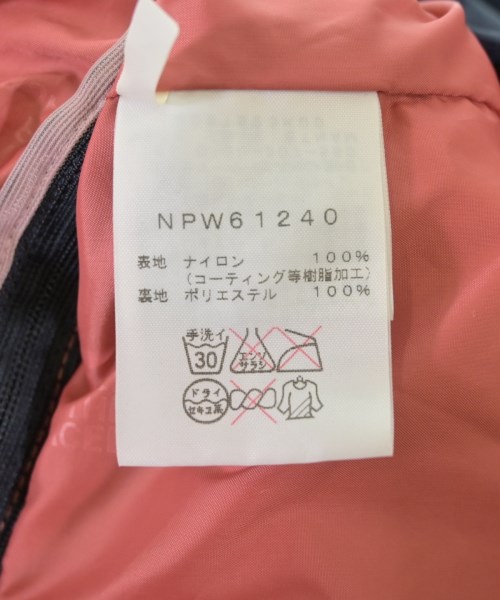 NPW61240
表地 ナイロン 100%
(コーティング等樹脂加工)
裏地 ポリエステル 100%
手洗イ
30
エンソ
サラシ
ドライ
セキユ系